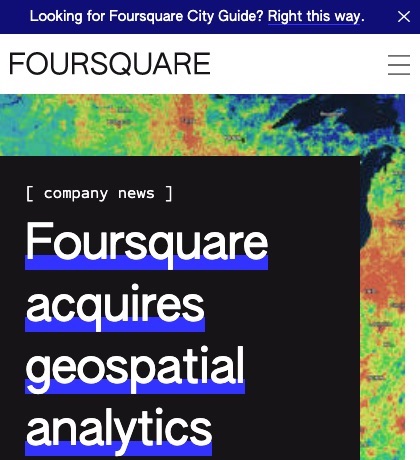 Looking for Foursquare City Guide? Right this way.
FOURSQUARE
[ company news ]
Foursquare
acquires
geospatial
analytics